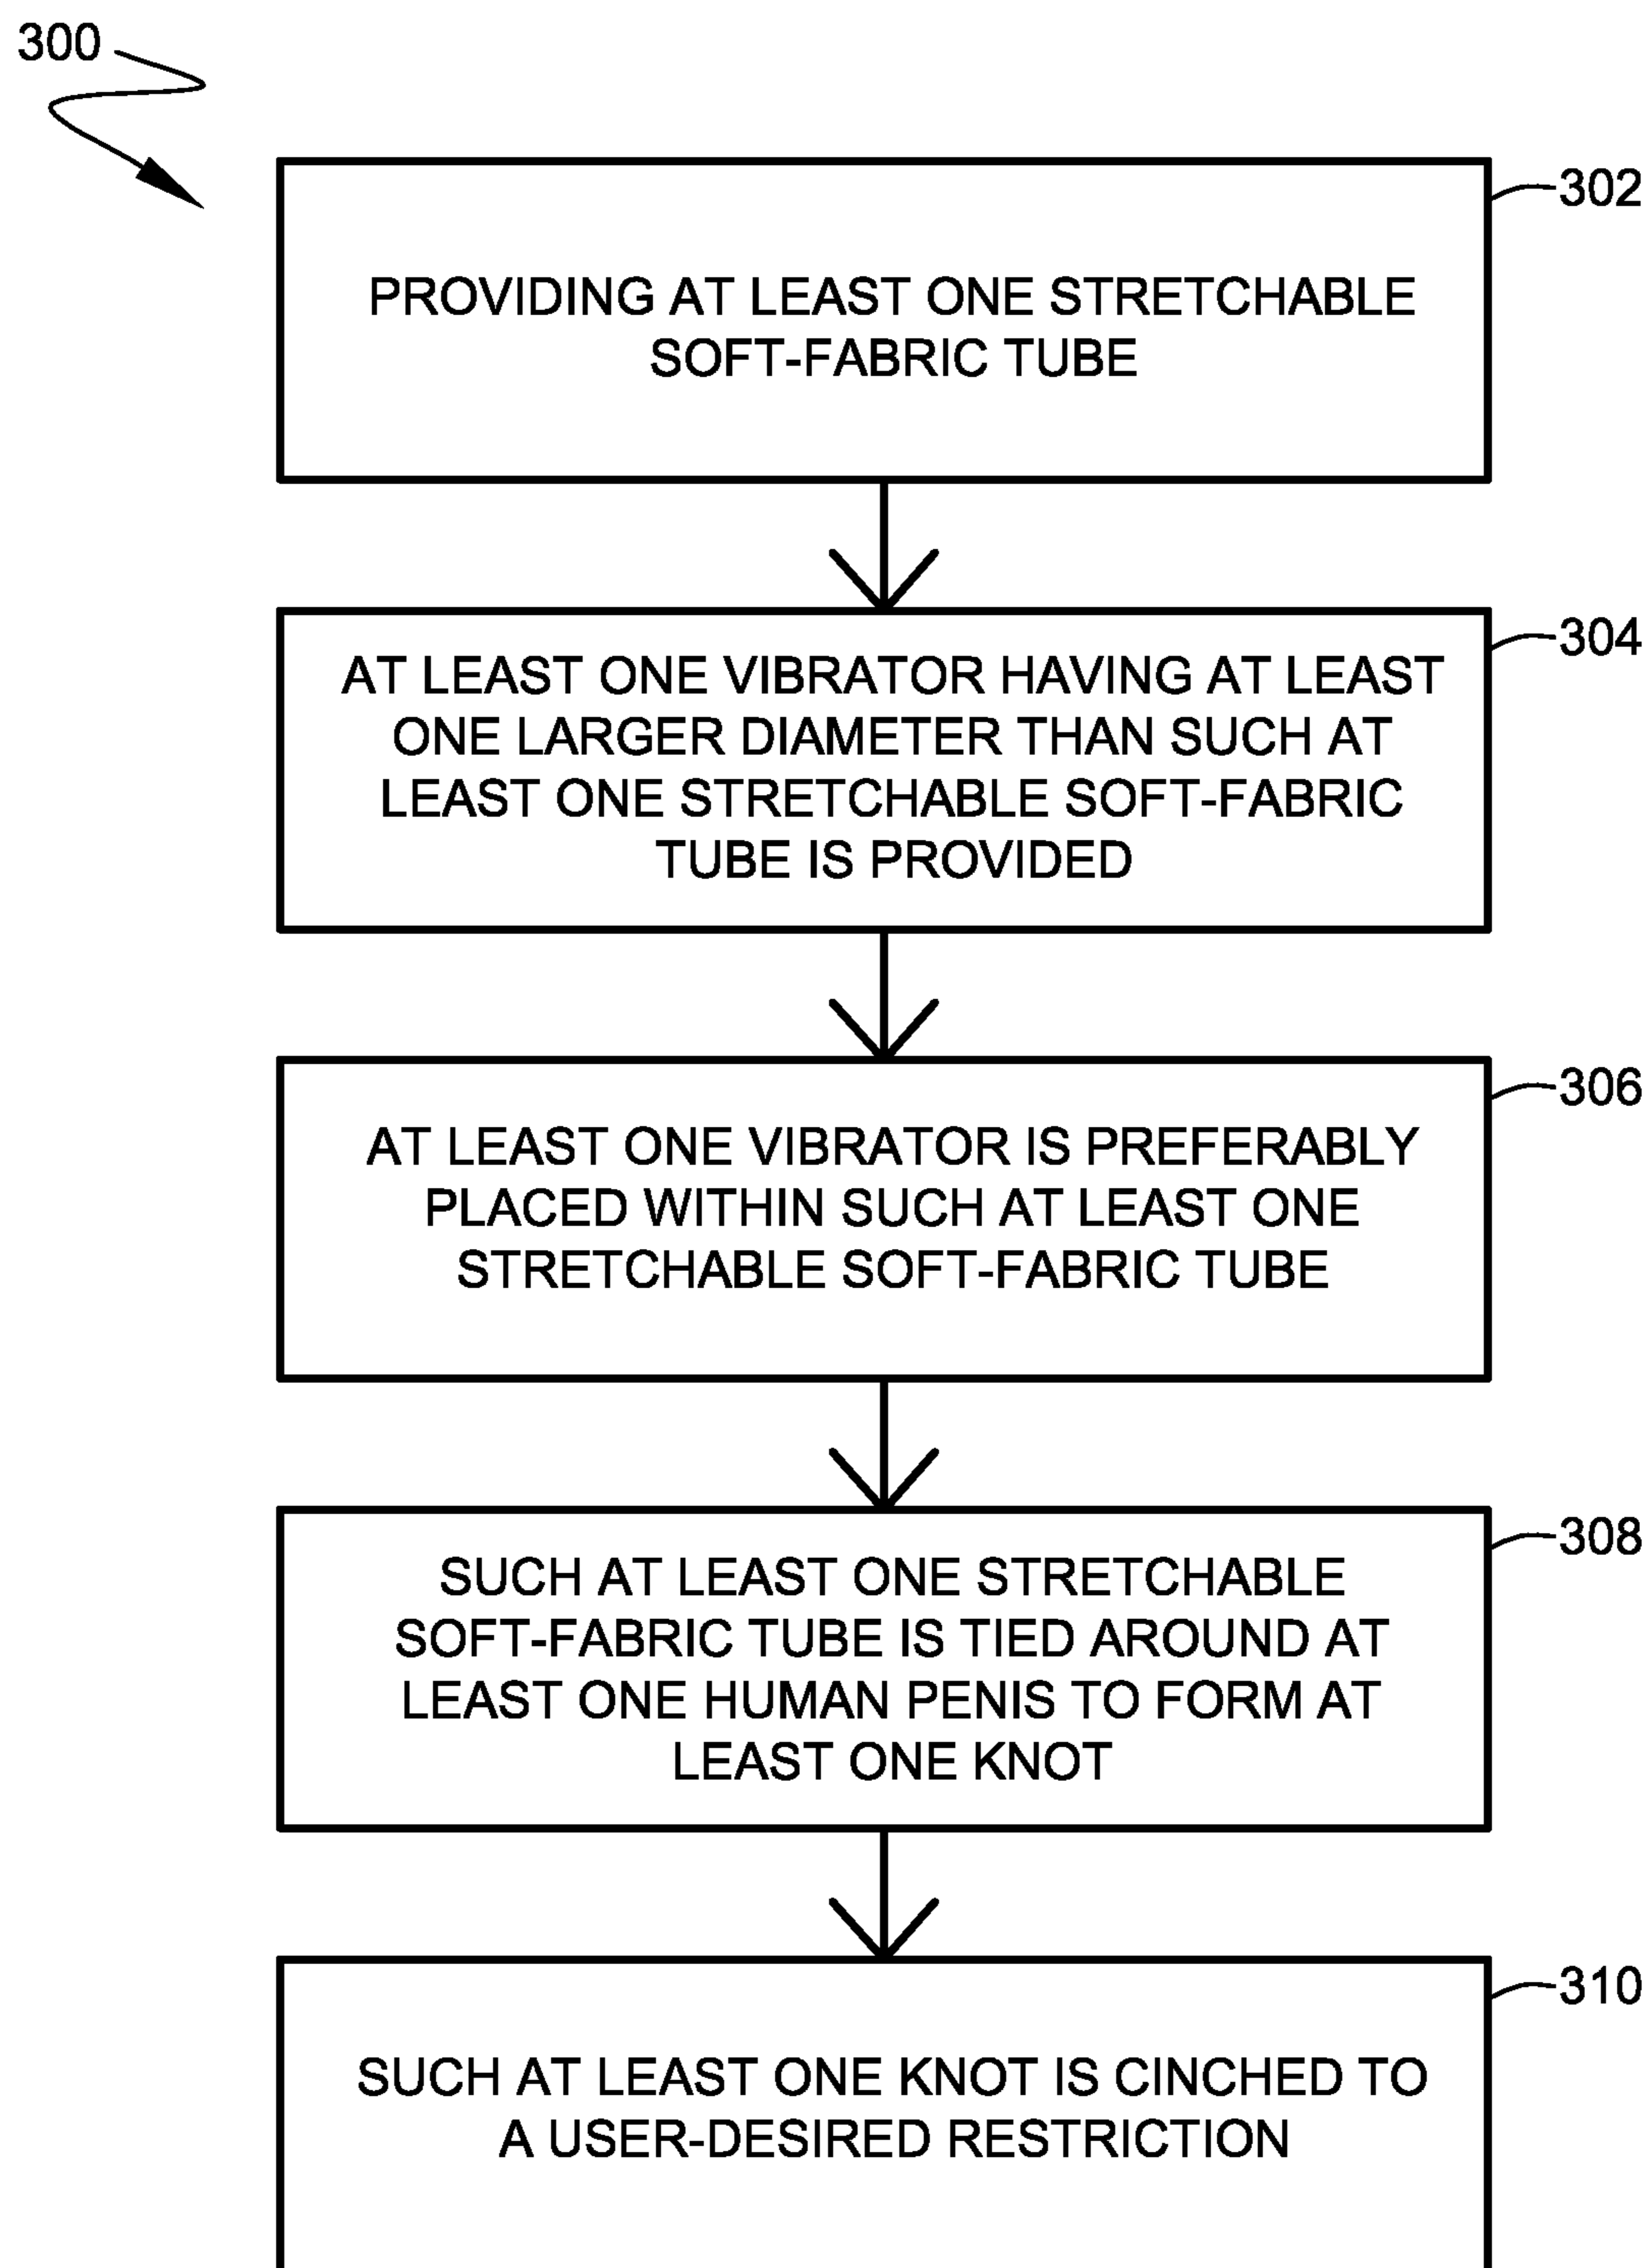 300
302
PROVIDING AT LEAST ONE STRETCHABLE
SOFT-FABRIC TUBE
304
AT LEAST ONE VIBRATOR HAVING AT LEAST
ONE LARGER DIAMETER THAN SUCH AT
LEAST ONE STRETCHABLE SOFT-FABRIC
TUBE IS PROVIDED
306
AT LEAST ONE VIBRATOR IS PREFERABLY
PLACED WITHIN SUCH AT LEAST ONE
STRETCHABLE SOFT-FABRIC TUBE
308
SUCH AT LEAST ONE STRETCHABLE
SOFT-FABRIC TUBE IS TIED AROUND AT
LEAST ONE HUMAN PENIS TO FORM AT
LEAST ONE KNOT
310
SUCH AT LEAST ONE KNOT IS CINCHED TO
A USER-DESIRED RESTRICTION